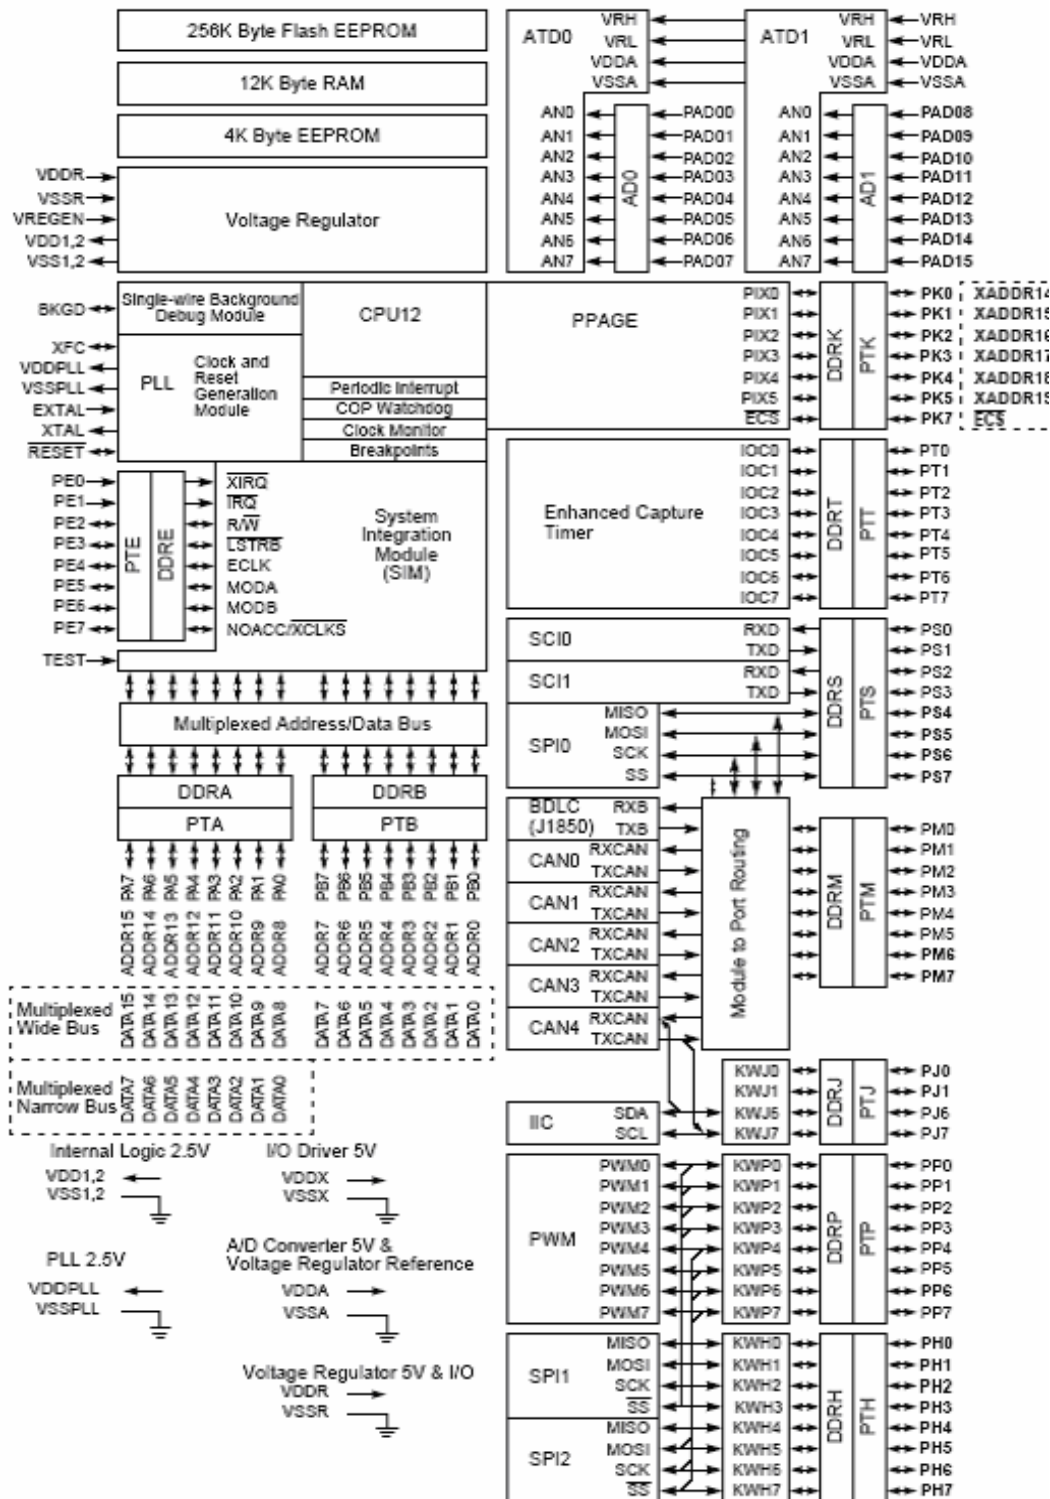 256K Byte Flash EEPROM
12K Byte RAM
4K Byte EEPROM
VDDR
VSSR
VREGEN
VDD1,2
VSS1,2
Voltage Regulator
ATD0
VRH
VRL
VDDA
VSSA
AN0
AN1
AN2
AN3
AN4
AN5
AN6
AN7
AD0
PAD00
PAD01
PAD02
PAD03
PAD04
PAD05
PAD06
PAD07
ATD1
VRH
VRL
VDDA
VSSA
AN0
AN1
AN2
AN3
AN4
AN5
AN6
AN7
AD1
VRH
VRL
VDDA
VSSA
PAD08
PAD09
PAD10
PAD11
PAD12
PAD13
PAD14
PAD15
BKGD
XFC
VDDPLL
VSSPLL
EXTAL
XTAL
RESET
Single-wire Background
Debug Module
PLL
Clock and
Reset
Generation
Module
CPU12
Periodic Interrupt
COP Watchdog
Clock Monitor
Breakpoints
PPAGE
PIX0
PIX1
PIX2
PIX3
PIX4
PIX5
ECS
DDRK
PTK
PK0
PK1
PK2
PK3
PK4
PK5
PK7
XADDR14
XADDR15
XADDR16
XADDR17
XADDR18
XADDR19
ECS
PE0
PE1
PE2
PE3
PE4
PE5
PE6
PE7
TEST
PTE
DDRE
XIRQ
IRQ
R/W
LSTRB
ECLK
MODA
MODB
NOACC/XCLKS
System
Integration
Module
(SIM)
Enhanced Capture
Timer
IOC0
IOC1
IOC2
IOC3
IOC4
IOC5
IOC6
IOC7
DDRT
PTT
PT0
PT1
PT2
PT3
PT4
PT5
PT6
PT7
SCI0
RXD
TXD
SCI1
RXD
TXD
SPI0
MISO
MOSI
SCK
SS
DDRS
PTS
PS0
PS1
PS2
PS3
PS4
PS5
PS6
PS7
Multiplexed Address/Data Bus
DDRA
PTA
DDRB
PTB
PA7
PA6
PA5
PA4
PA3
PA2
PA1
PA0
PB7
PB6
PB5
PB4
PB3
PB2
PB1
PB0
ADDR15
ADDR14
ADDR13
ADDR12
ADDR11
ADDR10
ADDR9
ADDR8
ADDR7
ADDR6
ADDR5
ADDR4
ADDR3
ADDR2
ADDR1
ADDR0
Multiplexed
Wide Bus
DATA15
DATA14
DATA13
DATA12
DATA11
DATA10
DATA9
DATA8
DATA7
DATA6
DATA5
DATA4
DATA3
DATA2
DATA1
DATA0
Multiplexed
Narrow Bus
DATA7
DATA6
DATA5
DATA4
DATA3
DATA2
DATA1
DATA0
BDLC
(J1850)
RXB
TXB
CAN0
RXCAN
TXCAN
CAN1
RXCAN
TXCAN
CAN2
RXCAN
TXCAN
CAN3
RXCAN
TXCAN
CAN4
RXCAN
TXCAN
Module to Port Routing
DDRM
PTM
PM0
PM1
PM2
PM3
PM4
PM5
PM6
PM7
IIC
SDA
SCL
KWJ0
KWJ1
KWJ6
KWJ7
DDRJ
PTJ
PJ0
PJ1
PJ6
PJ7
PWM
PWM0
PWM1
PWM2
PWM3
PWM4
PWM5
PWM6
PWM7
KWP0
KWP1
KWP2
KWP3
KWP4
KWP5
KWP6
KWP7
DDRP
PTP
PP0
PP1
PP2
PP3
PP4
PP5
PP6
PP7
SPI1
MISO
MOSI
SCK
SS
SPI2
MISO
MOSI
SCK
SS
KWH0
KWH1
KWH2
KWH3
KWH4
KWH5
KWH6
KWH7
DDRH
PTH
PH0
PH1
PH2
PH3
PH4
PH5
PH6
PH7
Internal Logic 2.5V
VDD1,2
VSS1,2
I/O Driver 5V
VDDX
VSSX
PLL 2.5V
VDDPLL
VSSPLL
A/D Converter 5V &
Voltage Regulator Reference
VDDA
VSSA
Voltage Regulator 5V & I/O
VDDR
VSSR